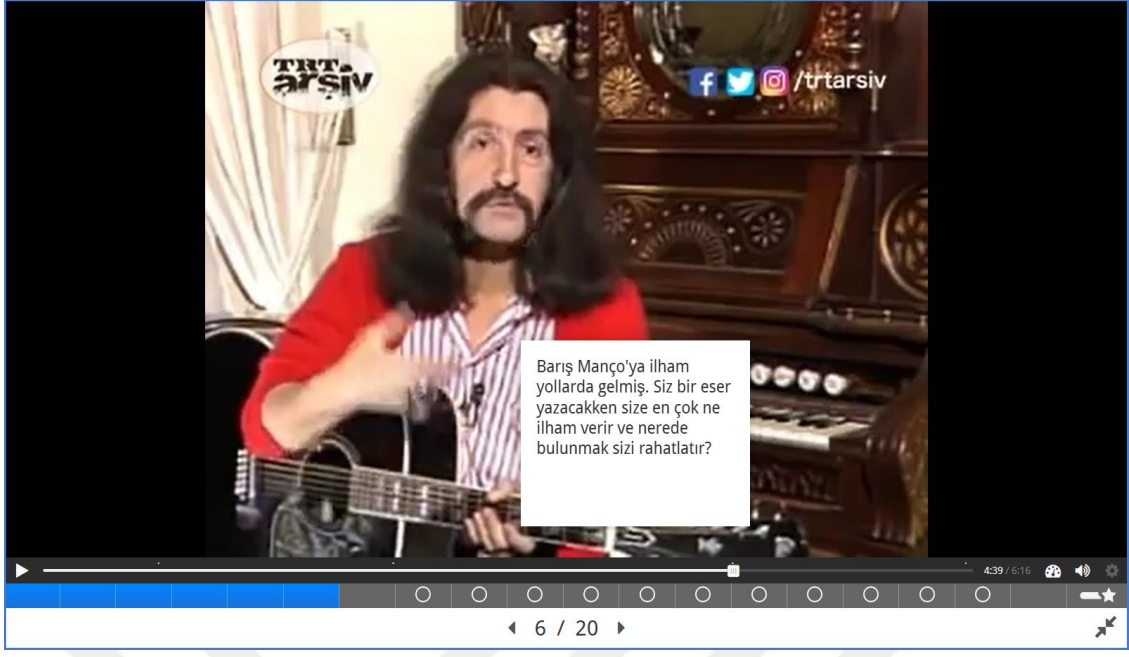 TRT
arşiv
/trtarsiv
Barış Manço'ya ilham
yollarda gelmiş. Siz bir eser
yazacakken size en çok ne
ilham verir ve nerede
bulunmak sizi rahatlatır?
4:39 / 6:16
6 / 20